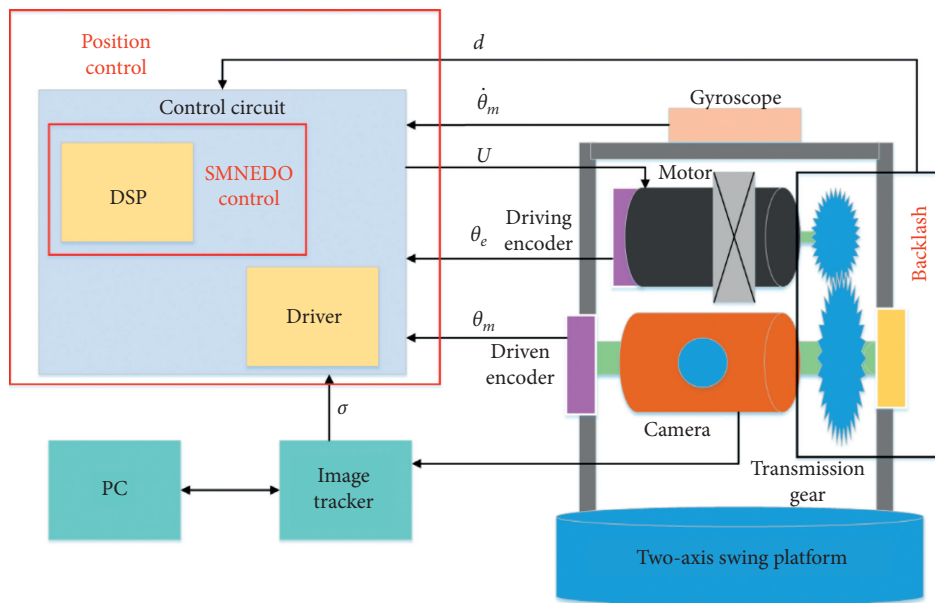 Position
control
d
Control circuit
θ̇ₘ
Gyroscope
DSP
SMNEDO
control
U
Motor
Driving
encoder
θₑ
Backlash
Driver
θₘ
Driven
encoder
σ
Camera
PC
Image
tracker
Transmission
gear
Two-axis swing platform